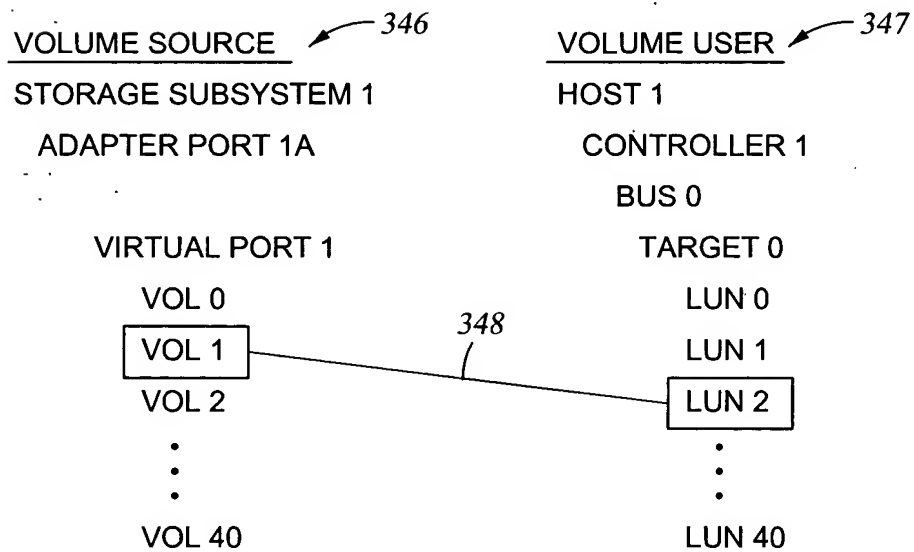 VOLUME SOURCE 346
STORAGE SUBSYSTEM 1
ADAPTER PORT 1A
VIRTUAL PORT 1
VOL 0
VOL 1
VOL 2
VOL 40
348
VOLUME USER 347
HOST 1
CONTROLLER 1
BUS 0
TARGET 0
LUN 0
LUN 1
LUN 2
LUN 40